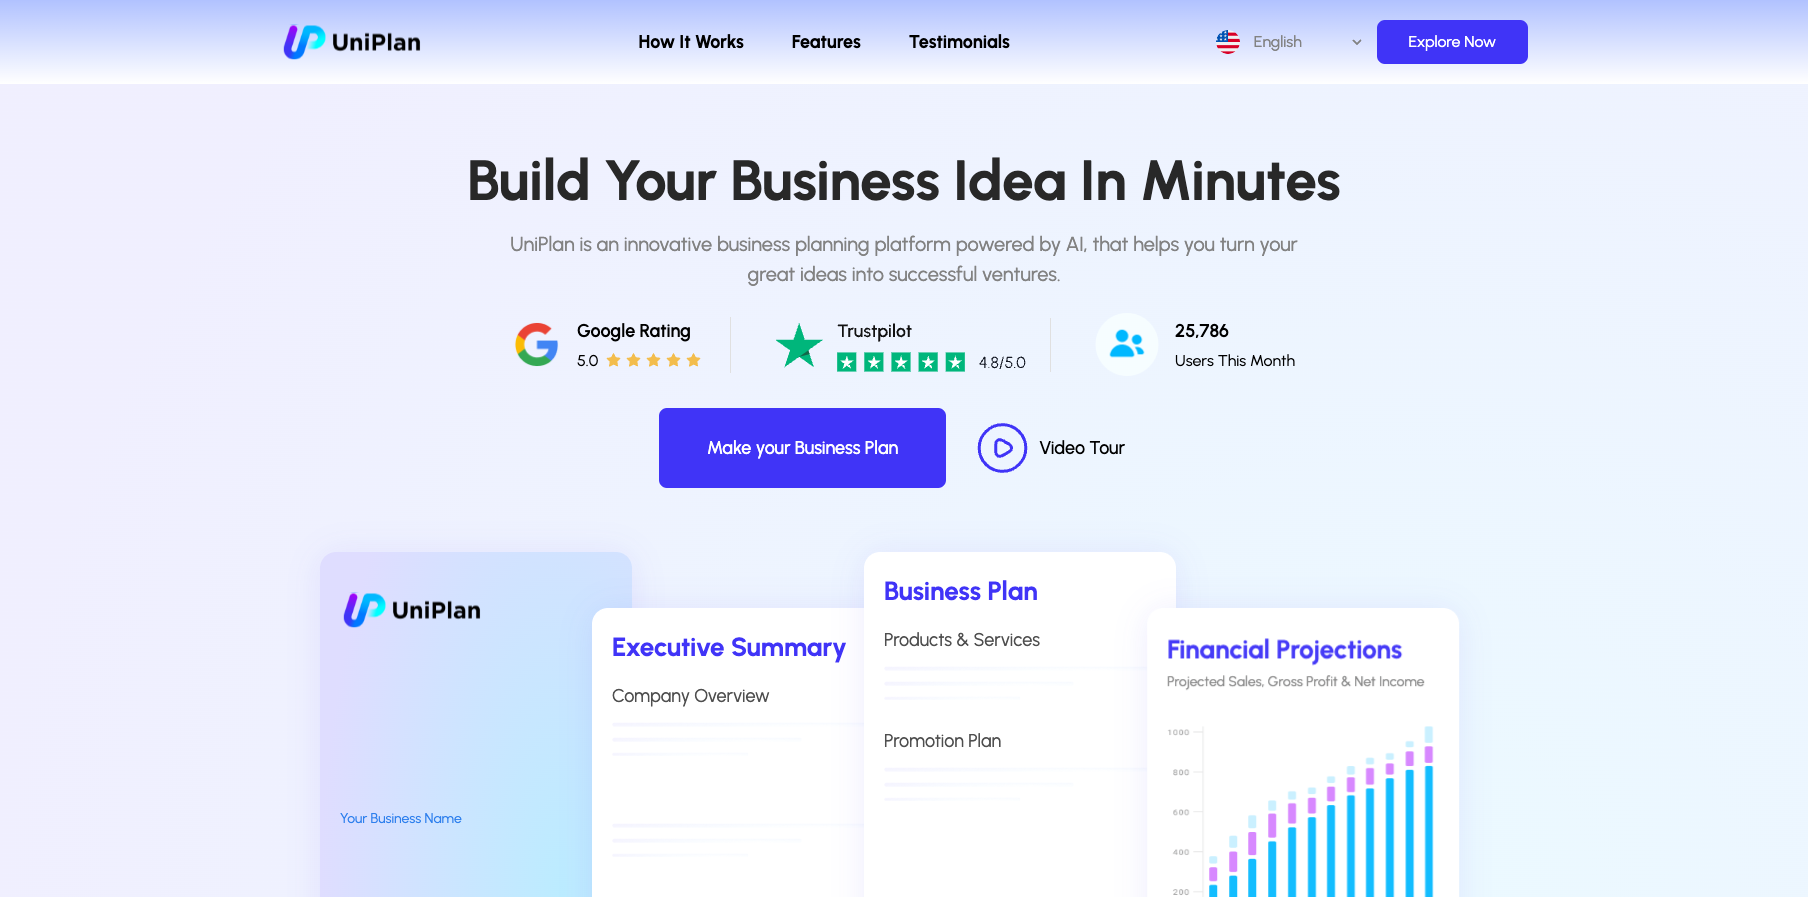 UniPlan
How It Works
Features
Testimonials
English
Explore Now
Build Your Business Idea In Minutes
UniPlan is an innovative business planning platform powered by AI, that helps you turn your
great ideas into successful ventures.
Google Rating
5.0
Trustpilot
4.8/5.0
25,786
Users This Month
Make your Business Plan
Video Tour
UniPlan
Your Business Name
Executive Summary
Company Overview
Business Plan
Products & Services
Promotion Plan
Financial Projections
Projected Sales, Gross Profit & Net Income
1000
800
600
400
200